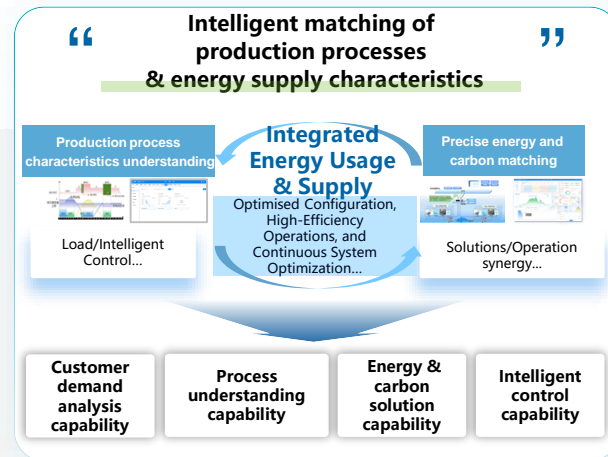 “ Intelligent matching of ”
production processes
& energy supply characteristics
Production process
characteristics understanding
Load/Intelligent
Control...
Integrated
Energy Usage
& Supply
Optimised Configuration,
High-Efficiency
Operations, and
Continuous System
Optimization...
Precise energy and
carbon matching
Solutions/Operation
synergy...
Customer
demand
analysis
capability
Process
understanding
capability
Energy &
carbon
solution
capability
Intelligent
control
capability